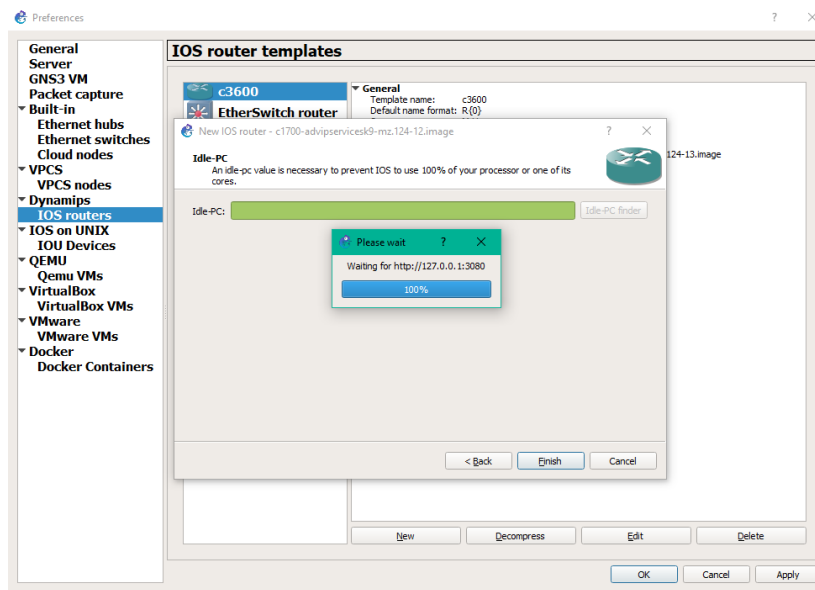 Preferences
?
General
Server
GNS3 VM
Packet capture
Built-in
Ethernet hubs
Ethernet switches
Cloud nodes
VPCS
VPCS nodes
Dynamips
IOS routers
IOS on UNIX
IOU Devices
QEMU
Qemu VMs
VirtualBox
VirtualBox VMs
VMware
VMware VMs
Docker
Docker Containers
IOS router templates
c3600
EtherSwitch router
General
Template name: c3600
Default name format: R{0}
124-13.image
New IOS router - c1700-advipservicesk9-mz.124-12.image
?
Idle-PC
An idle-pc value is necessary to prevent IOS to use 100% of your processor or one of its
cores.
Idle-PC:
Idle-PC finder
Please wait
?
Waiting for http://127.0.0.1:3080
100%
< Back
Finish
Cancel
New
Decompress
Edit
Delete
OK
Cancel
Apply